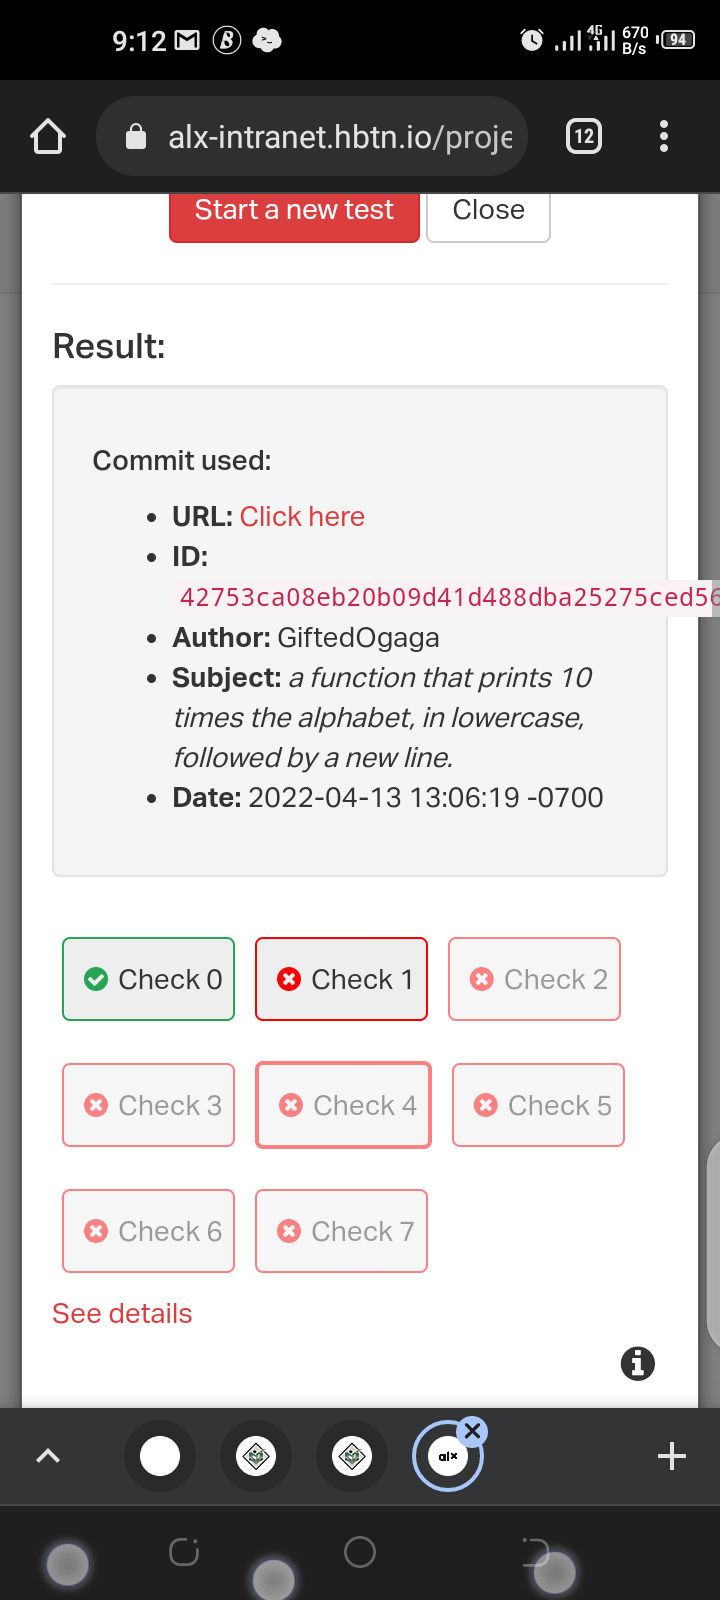 9:12
4G 670 B/s 94
alx-intranet.hbtn.io/proje
12
Start a new test Close
Result:
Commit used:
• URL: Click here
• ID:
42753ca08eb20b09d41d488dba25275ced56
• Author: GiftedOgaga
• Subject: a function that prints 10
times the alphabet, in lowercase,
followed by a new line.
• Date: 2022-04-13 13:06:19 -0700
Check 0 Check 1 Check 2
Check 3 Check 4 Check 5
Check 6 Check 7
See details
alx